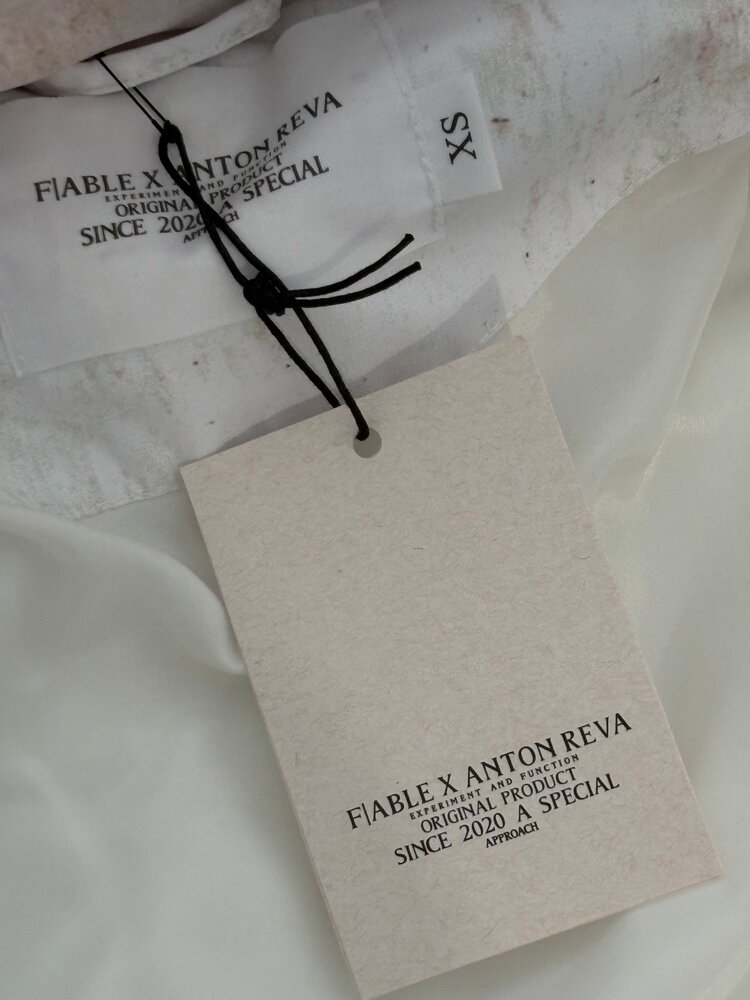 F|ABLE X ANTON REVA
EXPERIMENT AND FUNCTION
ORIGINAL PRODUCT
SINCE 2020 A SPECIAL
APPROACH
XS
F|ABLE X ANTON REVA
EXPERIMENT AND FUNCTION
ORIGINAL PRODUCT
SINCE 2020 A SPECIAL
APPROACH